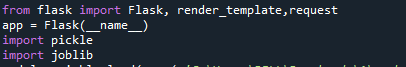 from flask import Flask, render_template,request
app = Flask(__name__)
import pickle
import joblib